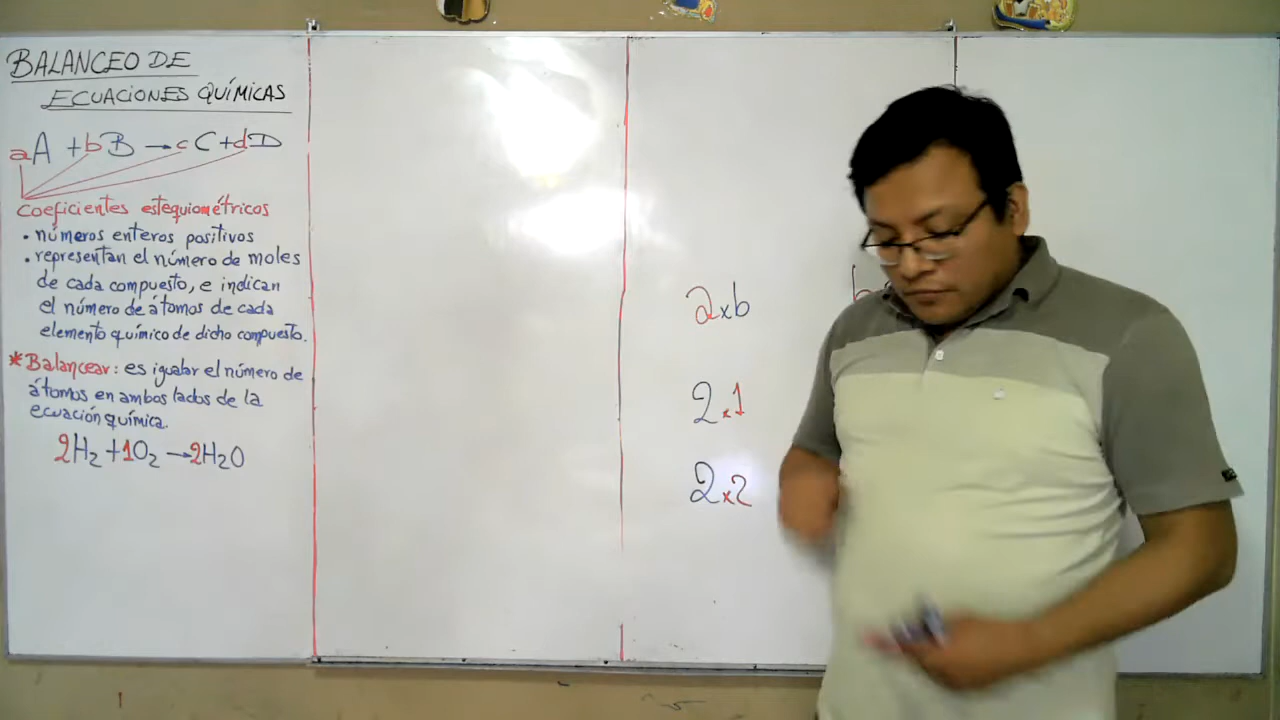 BALANCEO DE
ECUACIONES QUÍMICAS
aA + bB → cC + dD
Coeficientes estequiométricos
• números enteros positivos
• representan el número de moles
de cada compuesto, e indican
el número de átomos de cada
elemento químico de dicho compuesto.
* Balancear: es igualar el número de
átomos en ambos lados de la
ecuación química.
2H₂ + 1O₂ → 2H₂O
axb
b
2x1
2x2